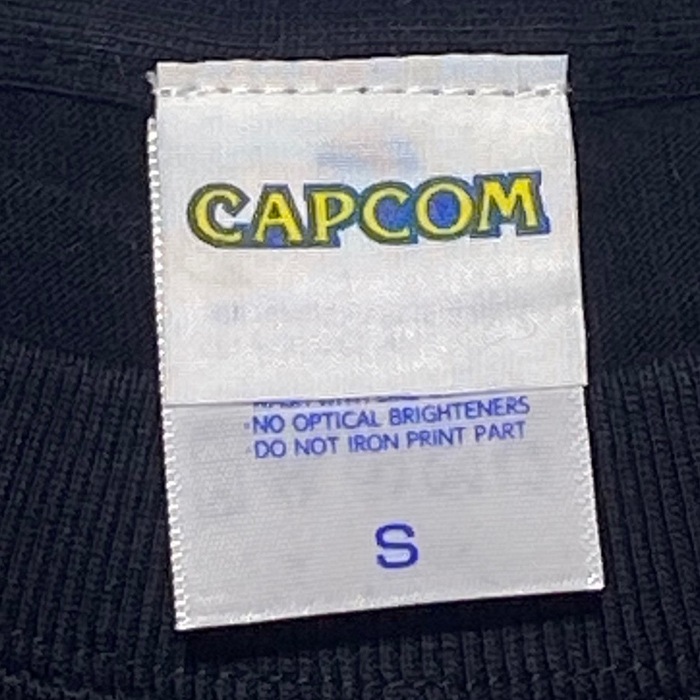 CAPCOM
·NO OPTICAL BRIGHTENERS
·DO NOT IRON PRINT PART
S